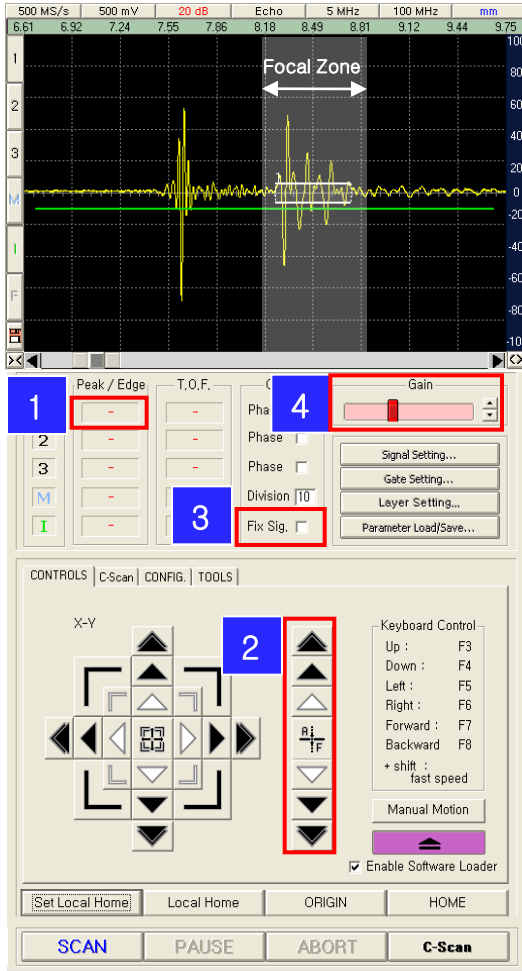 500 MS/s 500 mV 20 dB Echo 5 MHz 100 MHz mm
6.61 6.92 7.24 7.55 7.86 8.18 8.49 8.81 9.12 9.44 9.75
100
1
Focal Zone
80
2
60
40
3
20
M
0
-20
I
-40
-60
F
-80
-10
Peak / Edge T.O.F. Gain
1 - - Pha 4
2 - - Phase
3 - - Phase
Signal Setting...
Gate Setting...
M - - Division 10
Layer Setting...
I - 3 Fix Sig.
Parameter Load/Save...
CONTROLS C-Scan CONFIG. TOOLS
X-Y
2
A F
Keyboard Control
Up : F3
Down : F4
Left : F5
Right : F6
Forward : F7
Backward F8
+ shift :
fast speed
Manual Motion
Enable Software Loader
Set Local Home Local Home ORIGIN HOME
SCAN PAUSE ABORT C-Scan